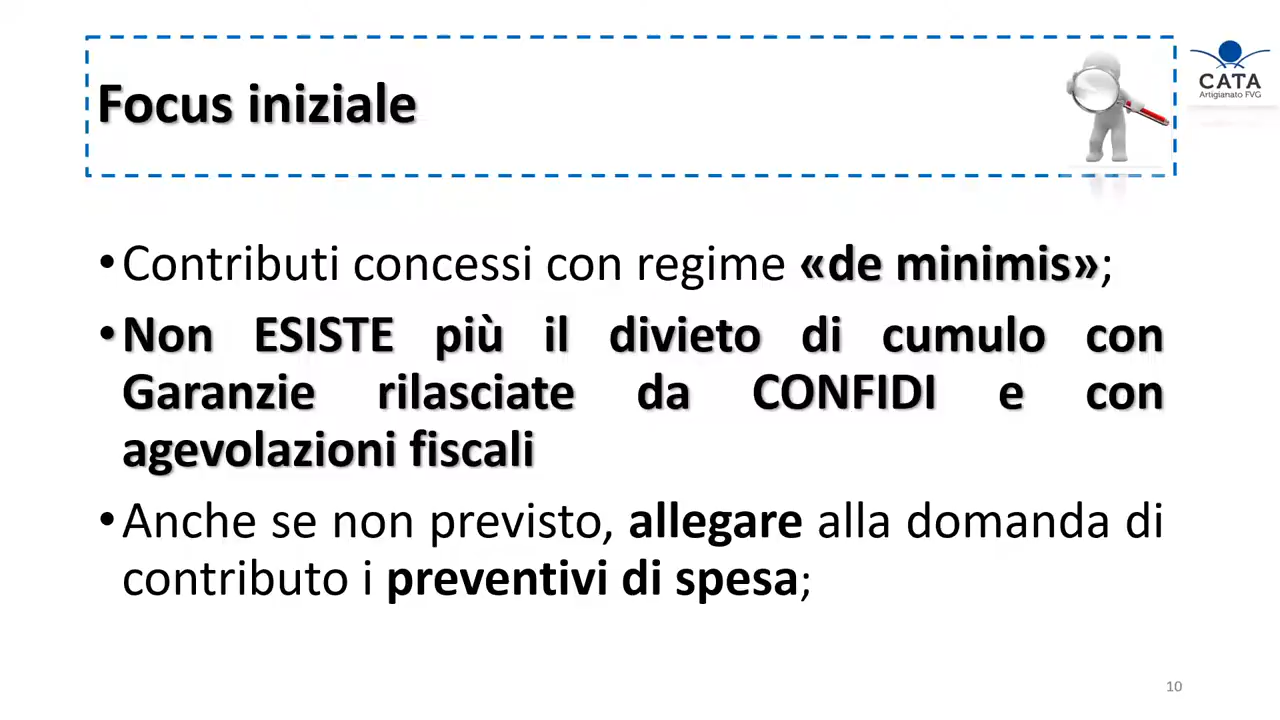 Focus iniziale
CATA
Artigianato FVG
•Contributi concessi con regime «de minimis»;
•Non ESISTE più il divieto di cumulo con
Garanzie rilasciate da CONFIDI e con
agevolazioni fiscali
•Anche se non previsto, allegare alla domanda di
contributo i preventivi di spesa;
10